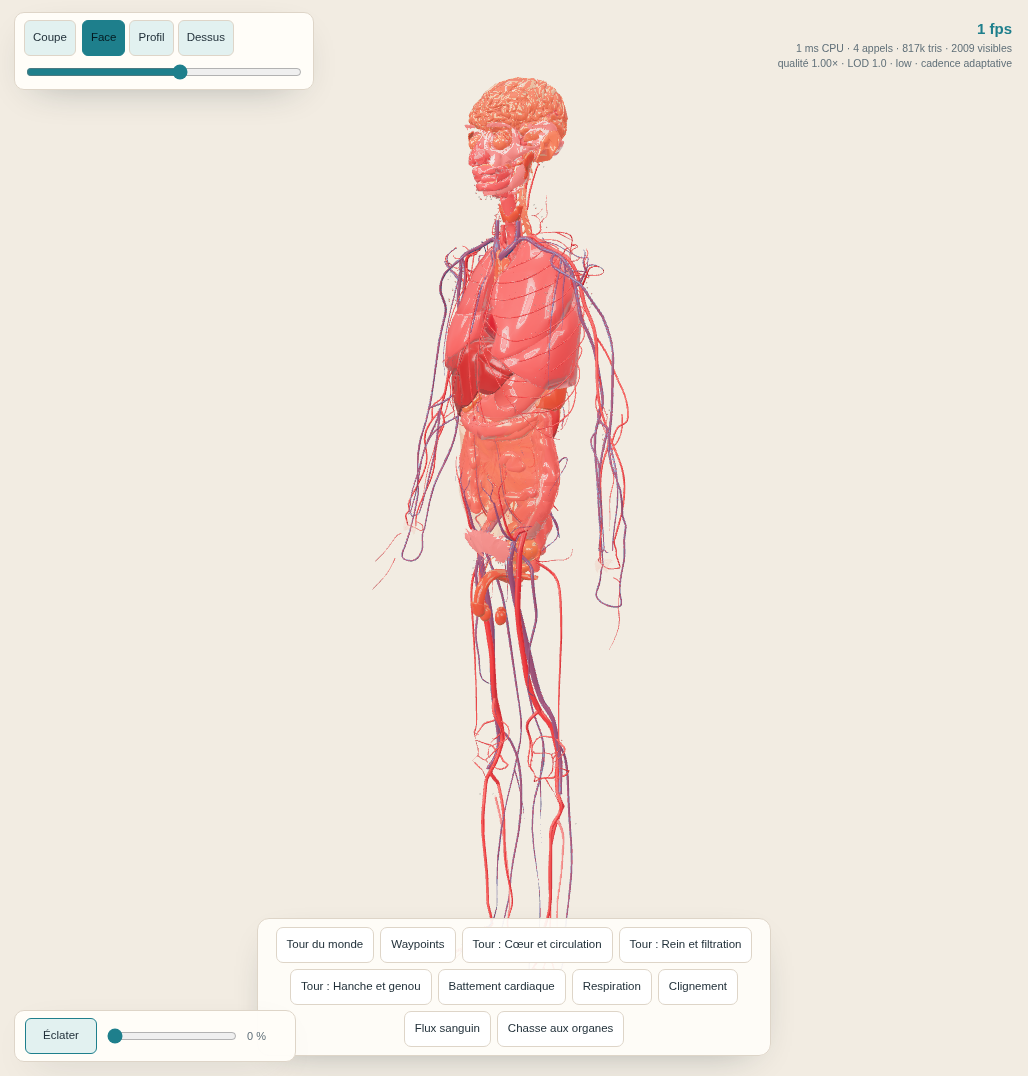 Coupe Face Profil Dessus
1 fps
1 ms CPU · 4 appels · 817k tris · 2009 visibles
qualité 1.00× · LOD 1.0 · low · cadence adaptative
Tour du monde Waypoints Tour : Cœur et circulation Tour : Rein et filtration
Tour : Hanche et genou Battement cardiaque Respiration Clignement
Flux sanguin Chasse aux organes
Éclater 0 %